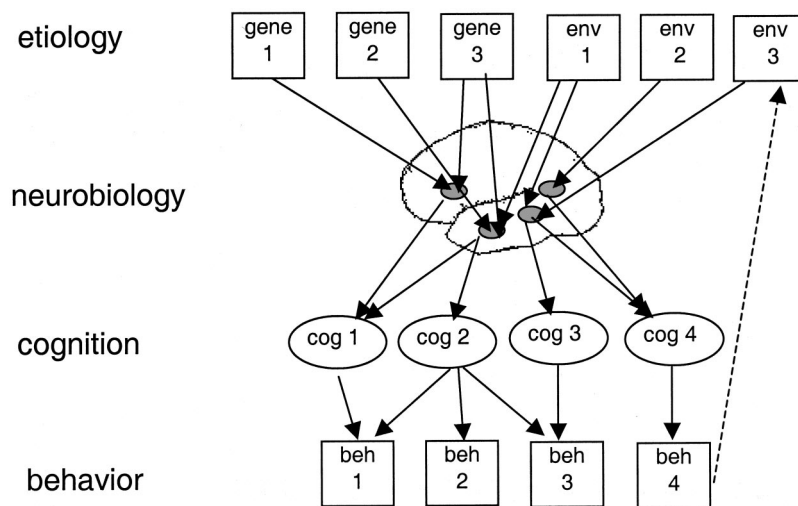 etiology
gene
1
gene
2
gene
3
env
1
env
2
env
3
neurobiology
cognition
cog 1
cog 2
cog 3
cog 4
behavior
beh
1
beh
2
beh
3
beh
4